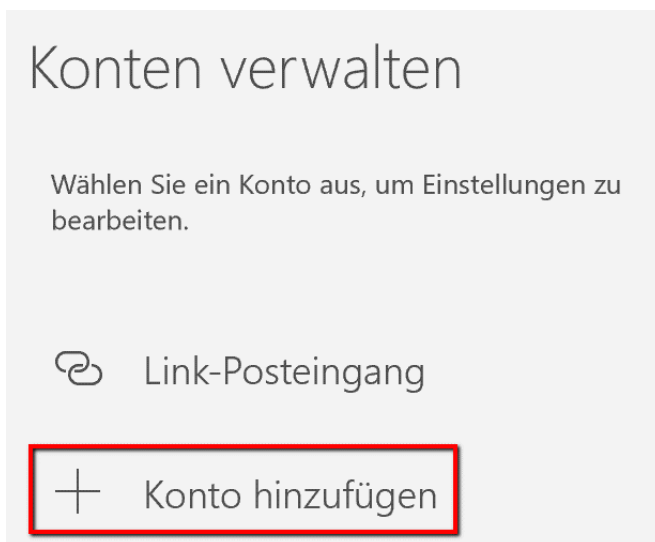 Konten verwalten
Wählen Sie ein Konto aus, um Einstellungen zu
bearbeiten.
Link-Posteingang
Konto hinzufügen